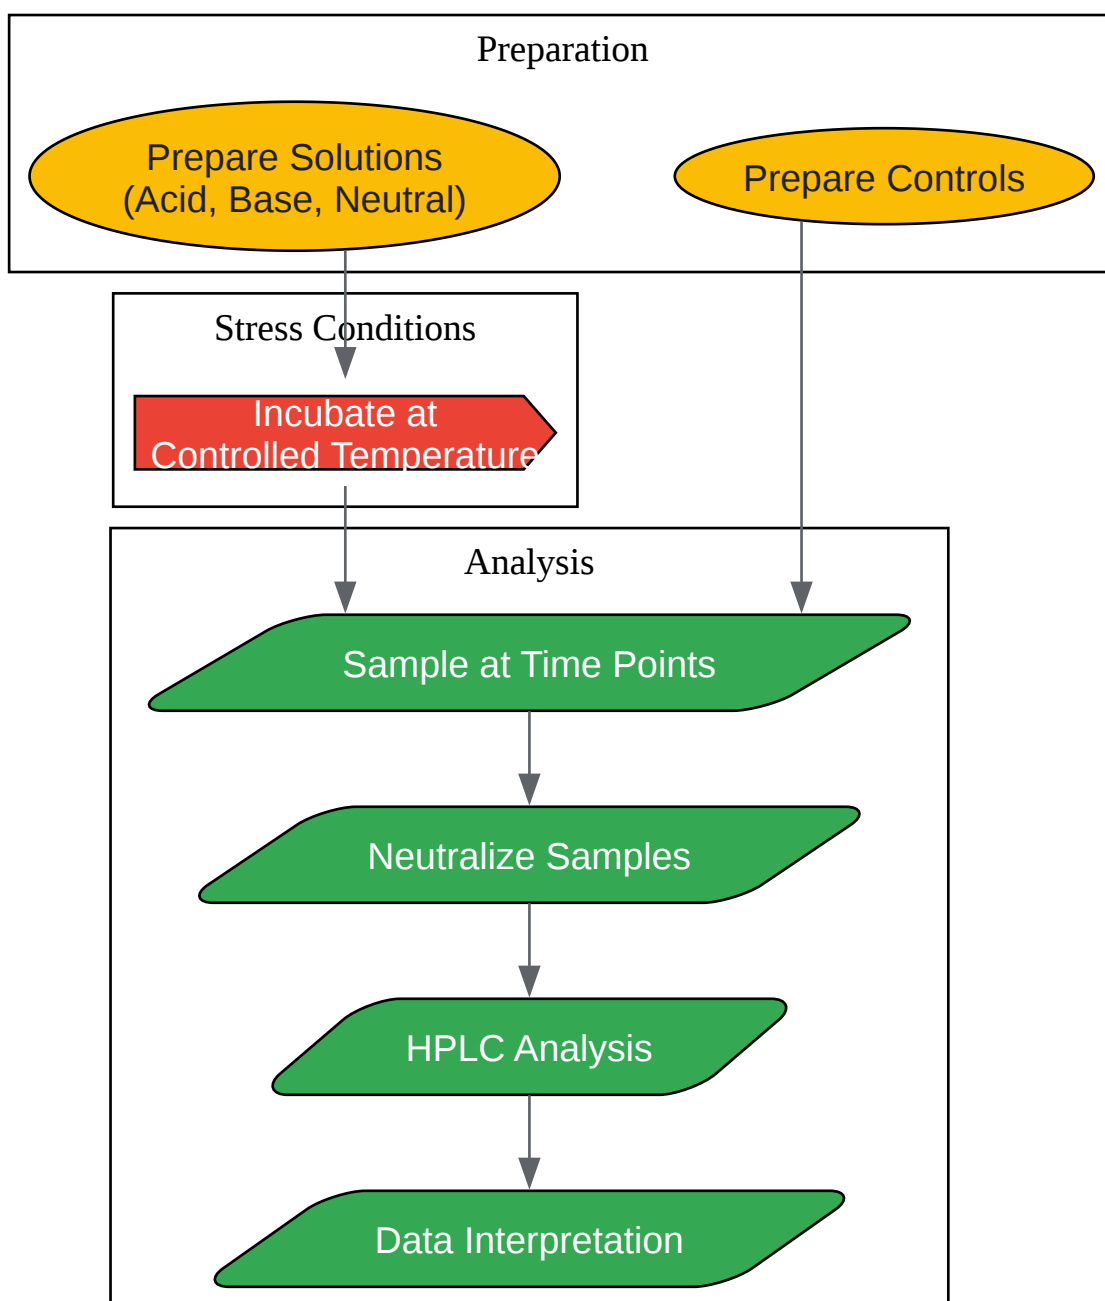 Preparation
Prepare Solutions
(Acid, Base, Neutral)
Prepare Controls
Stress Conditions
Incubate at
Controlled Temperature
Analysis
Sample at Time Points
Neutralize Samples
HPLC Analysis
Data Interpretation